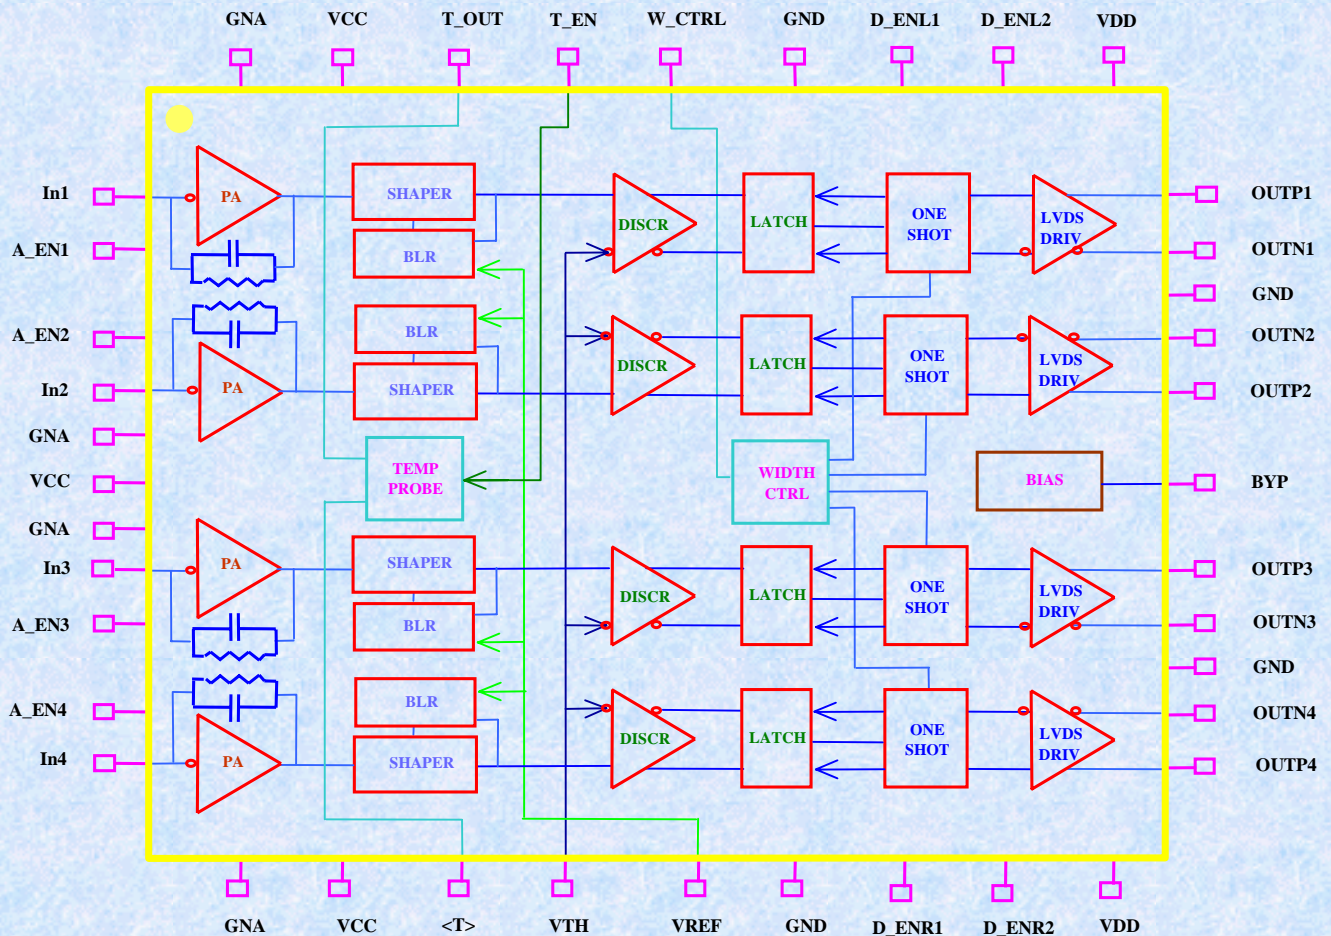 GNA VCC T_OUT T_EN W_CTRL GND D_ENL1 D_ENL2 VDD
In1 PA SHAPER DISCR LATCH ONE SHOT LVDS DRIV OUTP1
A_EN1 BLR OUTN1
GND
A_EN2 BLR OUTN2
In2 PA SHAPER DISCR LATCH ONE SHOT LVDS DRIV OUTP2
GNA
VCC TEMP PROBE WIDTH CTRL BIAS BYP
GNA
In3 PA SHAPER DISCR LATCH ONE SHOT LVDS DRIV OUTP3
A_EN3 BLR OUTN3
GND
A_EN4 BLR OUTN4
In4 PA SHAPER DISCR LATCH ONE SHOT LVDS DRIV OUTP4
GNA VCC <T> VTH VREF GND D_ENR1 D_ENR2 VDD